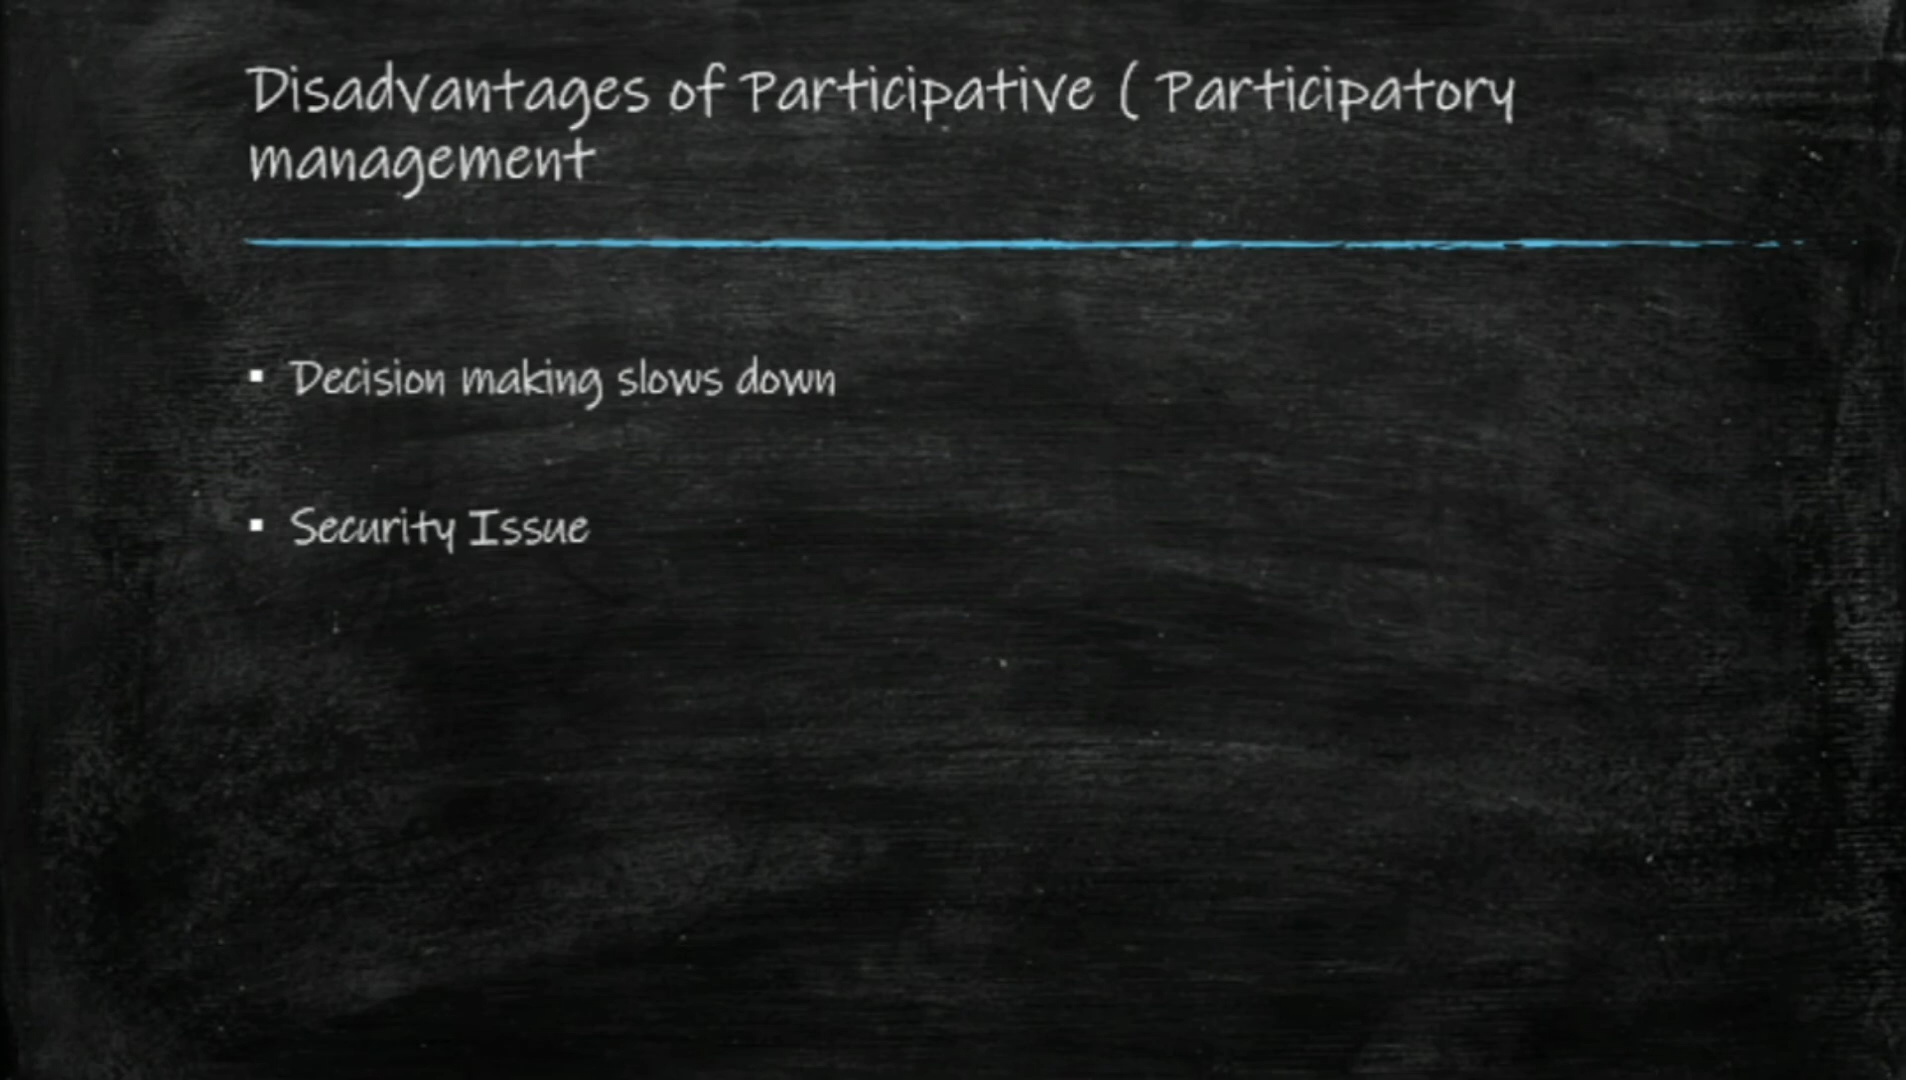 Disadvantages of Participative ( Participatory
management
▪ Decision making slows down
▪ Security Issue